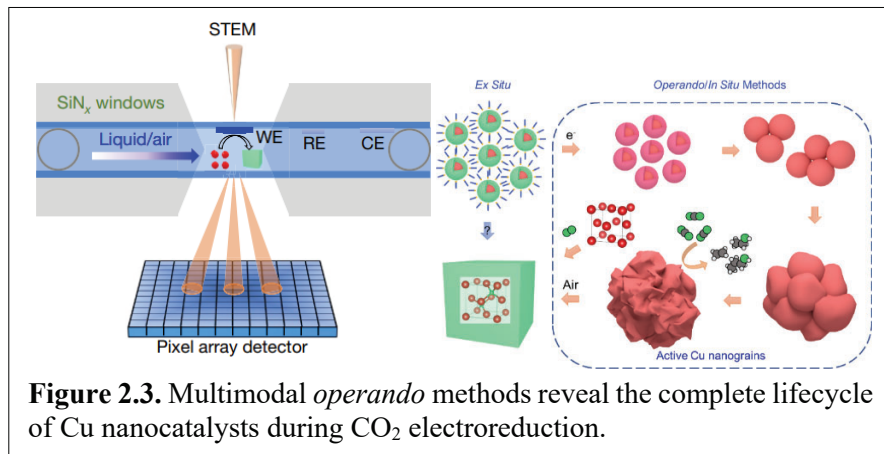 STEM
SiNx windows
Liquid/air
WE
RE
CE
Pixel array detector
Ex Situ
Operando/In Situ Methods
e-
?
Air
Active Cu nanograins
Figure 2.3. Multimodal operando methods reveal the complete lifecycle
of Cu nanocatalysts during CO2 electroreduction.